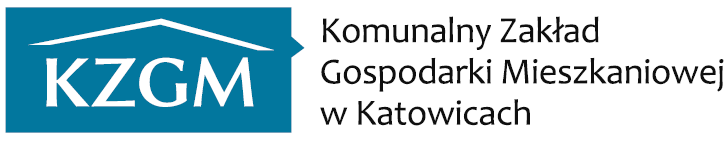 KZGM
Komunalny Zakład
Gospodarki Mieszkaniowej
w Katowicach